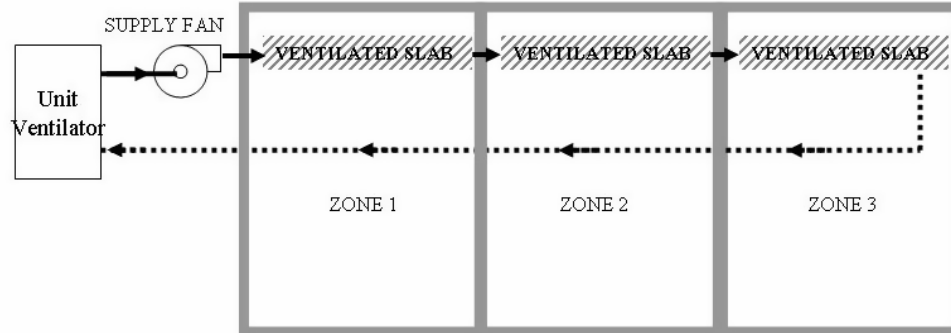 SUPPLY FAN
VENTILATED SLAB
VENTILATED SLAB
VENTILATED SLAB
Unit
Ventilator
ZONE 1
ZONE 2
ZONE 3